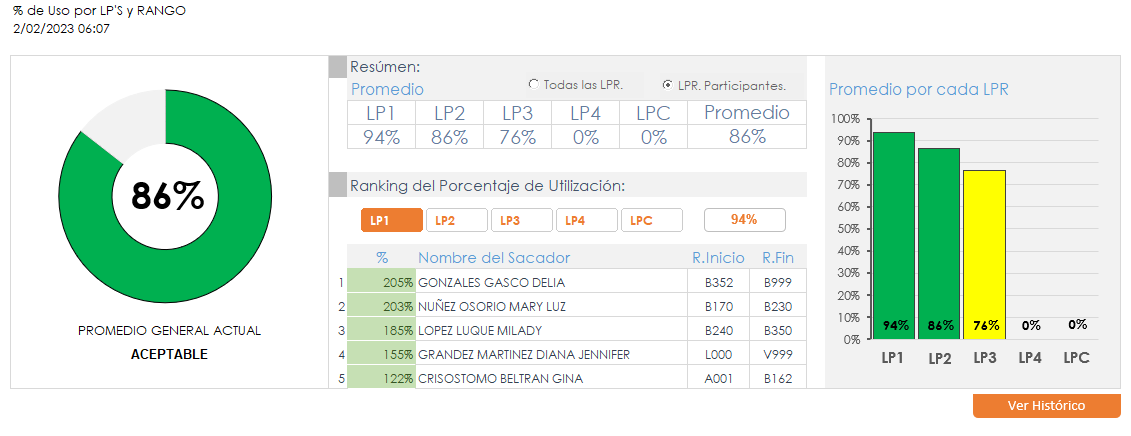 % de Uso por LP'S y RANGO
2/02/2023 06:07
86%
PROMEDIO GENERAL ACTUAL
ACEPTABLE
Resúmen:
Promedio
Todas las LPR.
LPR. Participantes.
LP1 LP2 LP3 LP4 LPC Promedio
94% 86% 76% 0% 0% 86%
Ranking del Porcentaje de Utilización:
LP1 LP2 LP3 LP4 LPC 94%
% Nombre del Sacador R.Inicio R.Fin
1 205% GONZALES GASCO DELIA B352 B999
2 203% NUÑEZ OSORIO MARY LUZ B170 B230
3 185% LOPEZ LUQUE MILADY B240 B350
4 155% GRANDEZ MARTINEZ DIANA JENNIFER L000 V999
5 122% CRISOSTOMO BELTRAN GINA A001 B162
Promedio por cada LPR
100%
90%
80%
70%
60%
50%
40%
30%
20%
10%
0%
94% 86% 76% 0% 0%
LP1 LP2 LP3 LP4 LPC
Ver Histórico